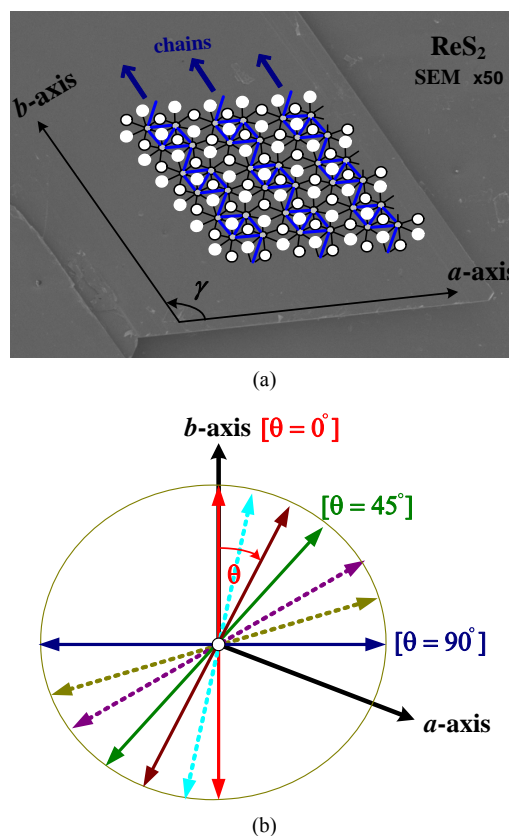 chains
ReS₂
SEM x50
b-axis
a-axis
γ
(a)
b-axis [θ = 0°]
[θ = 45°]
θ
[θ = 90°]
a-axis
(b)